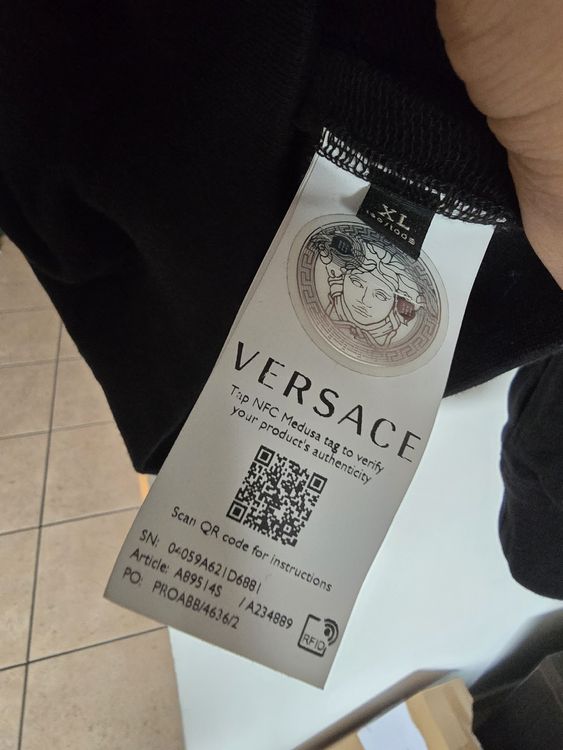 XL
VERSACE
Tap NFC Medusa tag to verify
your product's authenticity
Scan QR code for instructions
SN: 04059A621D6881
Article: A89514S /A234889
PO: PROABB/4636/2
RFID